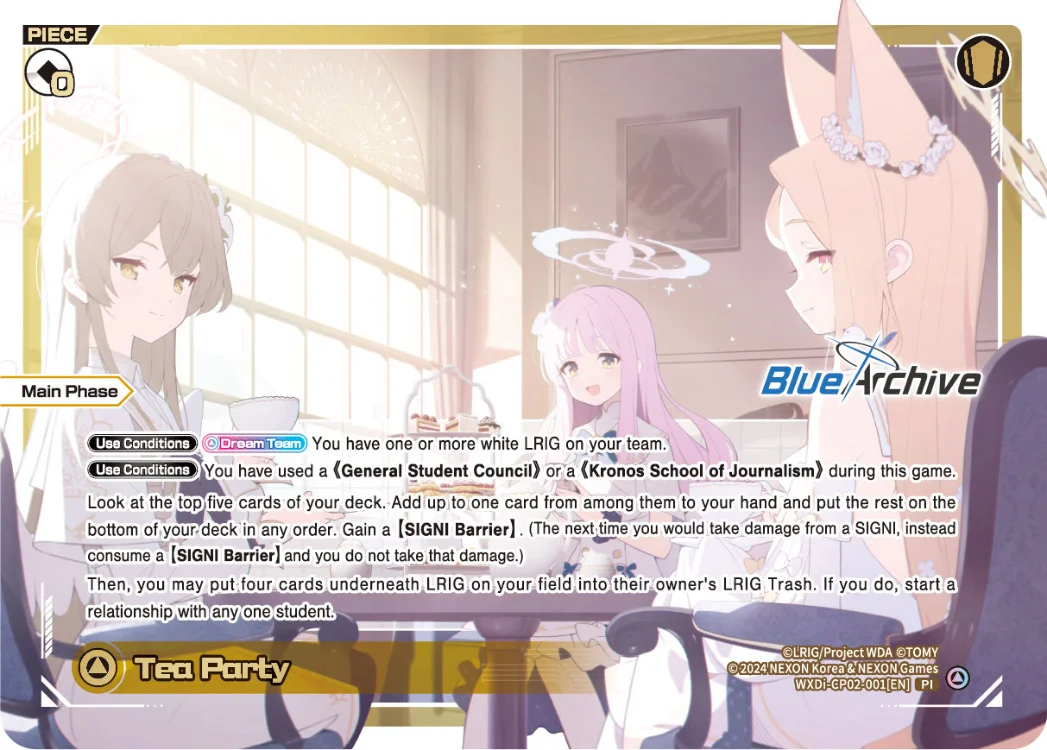 PIECE
0
Blue Archive
Main Phase
Use Conditions Dream Team You have one or more white LRIG on your team.
Use Conditions You have used a 《General Student Council》 or a 《Kronos School of Journalism》 during this game.
Look at the top five cards of your deck. Add up to one card from among them to your hand and put the rest on the
bottom of your deck in any order. Gain a 【SIGNI Barrier】. (The next time you would take damage from a SIGNI, instead
consume a 【SIGNI Barrier】 and you do not take that damage.)
Then, you may put four cards underneath LRIG on your field into their owner's LRIG Trash. If you do, start a
relationship with any one student.
Tea Party
©LRIG/Project WDA ©TOMY
©2024 NEXON Korea & NEXON Games
WXDi-CP02-001[EN] PI